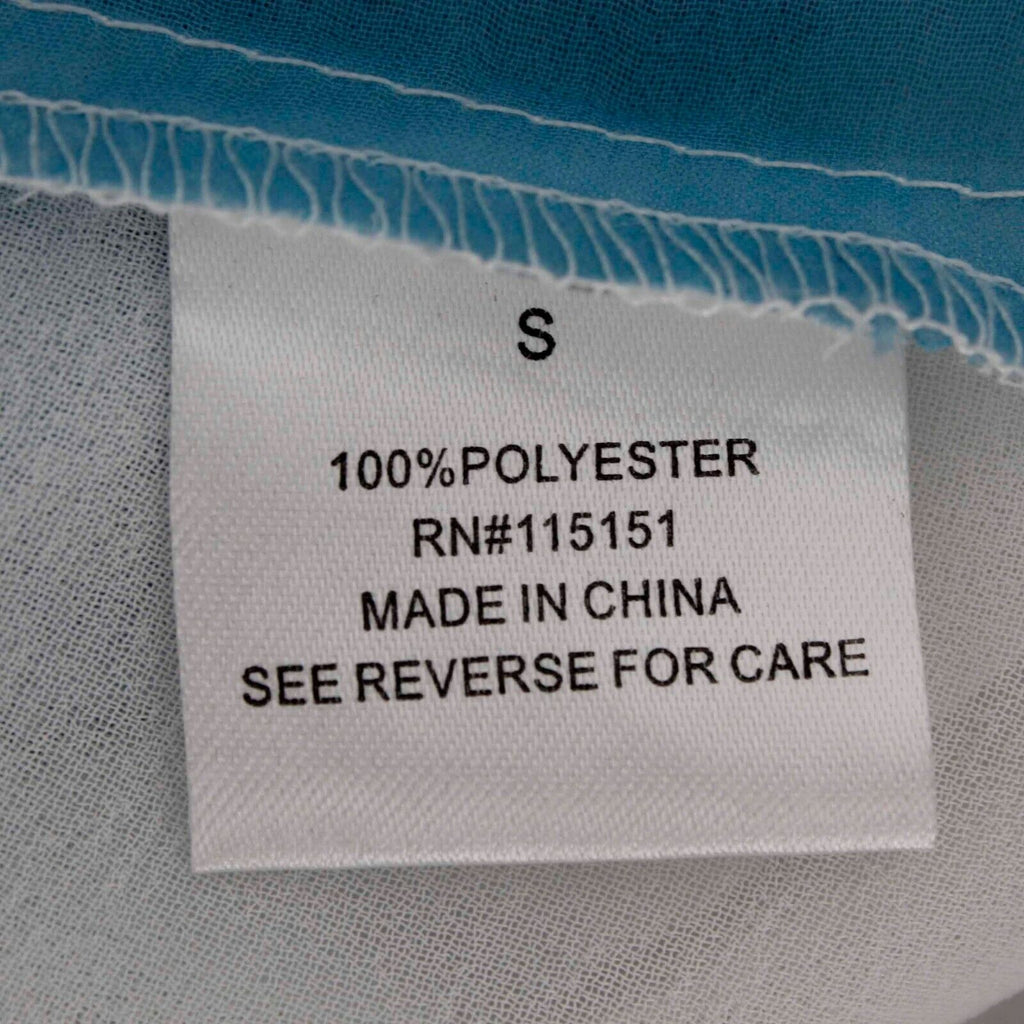 S
100%POLYESTER
RN#115151
MADE IN CHINA
SEE REVERSE FOR CARE